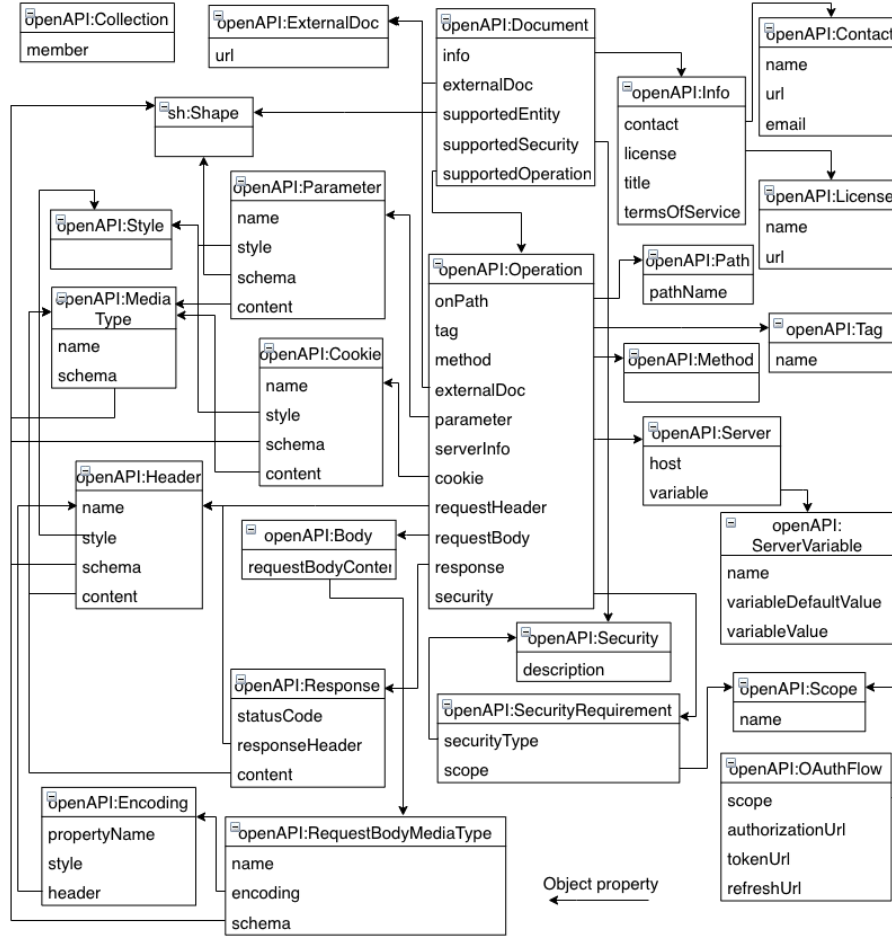 openAPI:Collection
member
openAPI:ExternalDoc
url
openAPI:Document
info
externalDoc
supportedEntity
supportedSecurity
supportedOperation
openAPI:Contact
name
url
email
openAPI:Info
contact
license
title
termsOfService
openAPI:License
name
url
sh:Shape
openAPI:Parameter
name
style
schema
content
openAPI:Style
openAPI:Media
Type
name
schema
openAPI:Operation
onPath
tag
method
externalDoc
parameter
serverInfo
cookie
requestHeader
requestBody
response
security
openAPI:Path
pathName
openAPI:Tag
name
openAPI:Method
openAPI:Cookie
name
style
schema
content
openAPI:Server
host
variable
openAPI:Header
name
style
schema
content
openAPI:Body
requestBodyConter
openAPI:
ServerVariable
name
variableDefaultValue
variableValue
openAPI:Security
description
openAPI:Response
statusCode
responseHeader
content
openAPI:SecurityRequirement
securityType
scope
openAPI:Scope
name
openAPI:OAuthFlow
scope
authorizationUrl
tokenUrl
refreshUrl
openAPI:Encoding
propertyName
style
header
openAPI:RequestBodyMediaType
name
encoding
schema
Object property